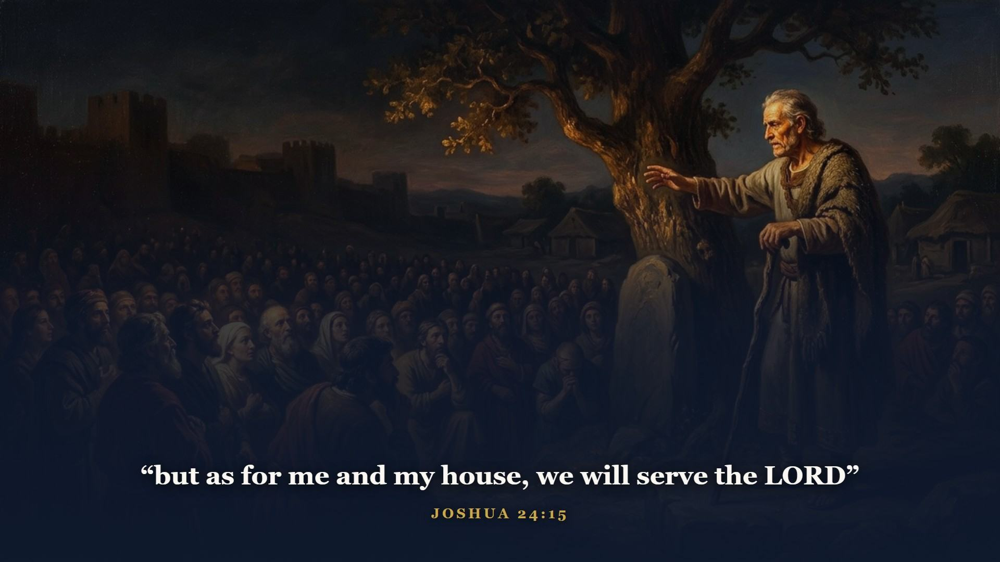 “but as for me and my house, we will serve the LORD”
JOSHUA 24:15